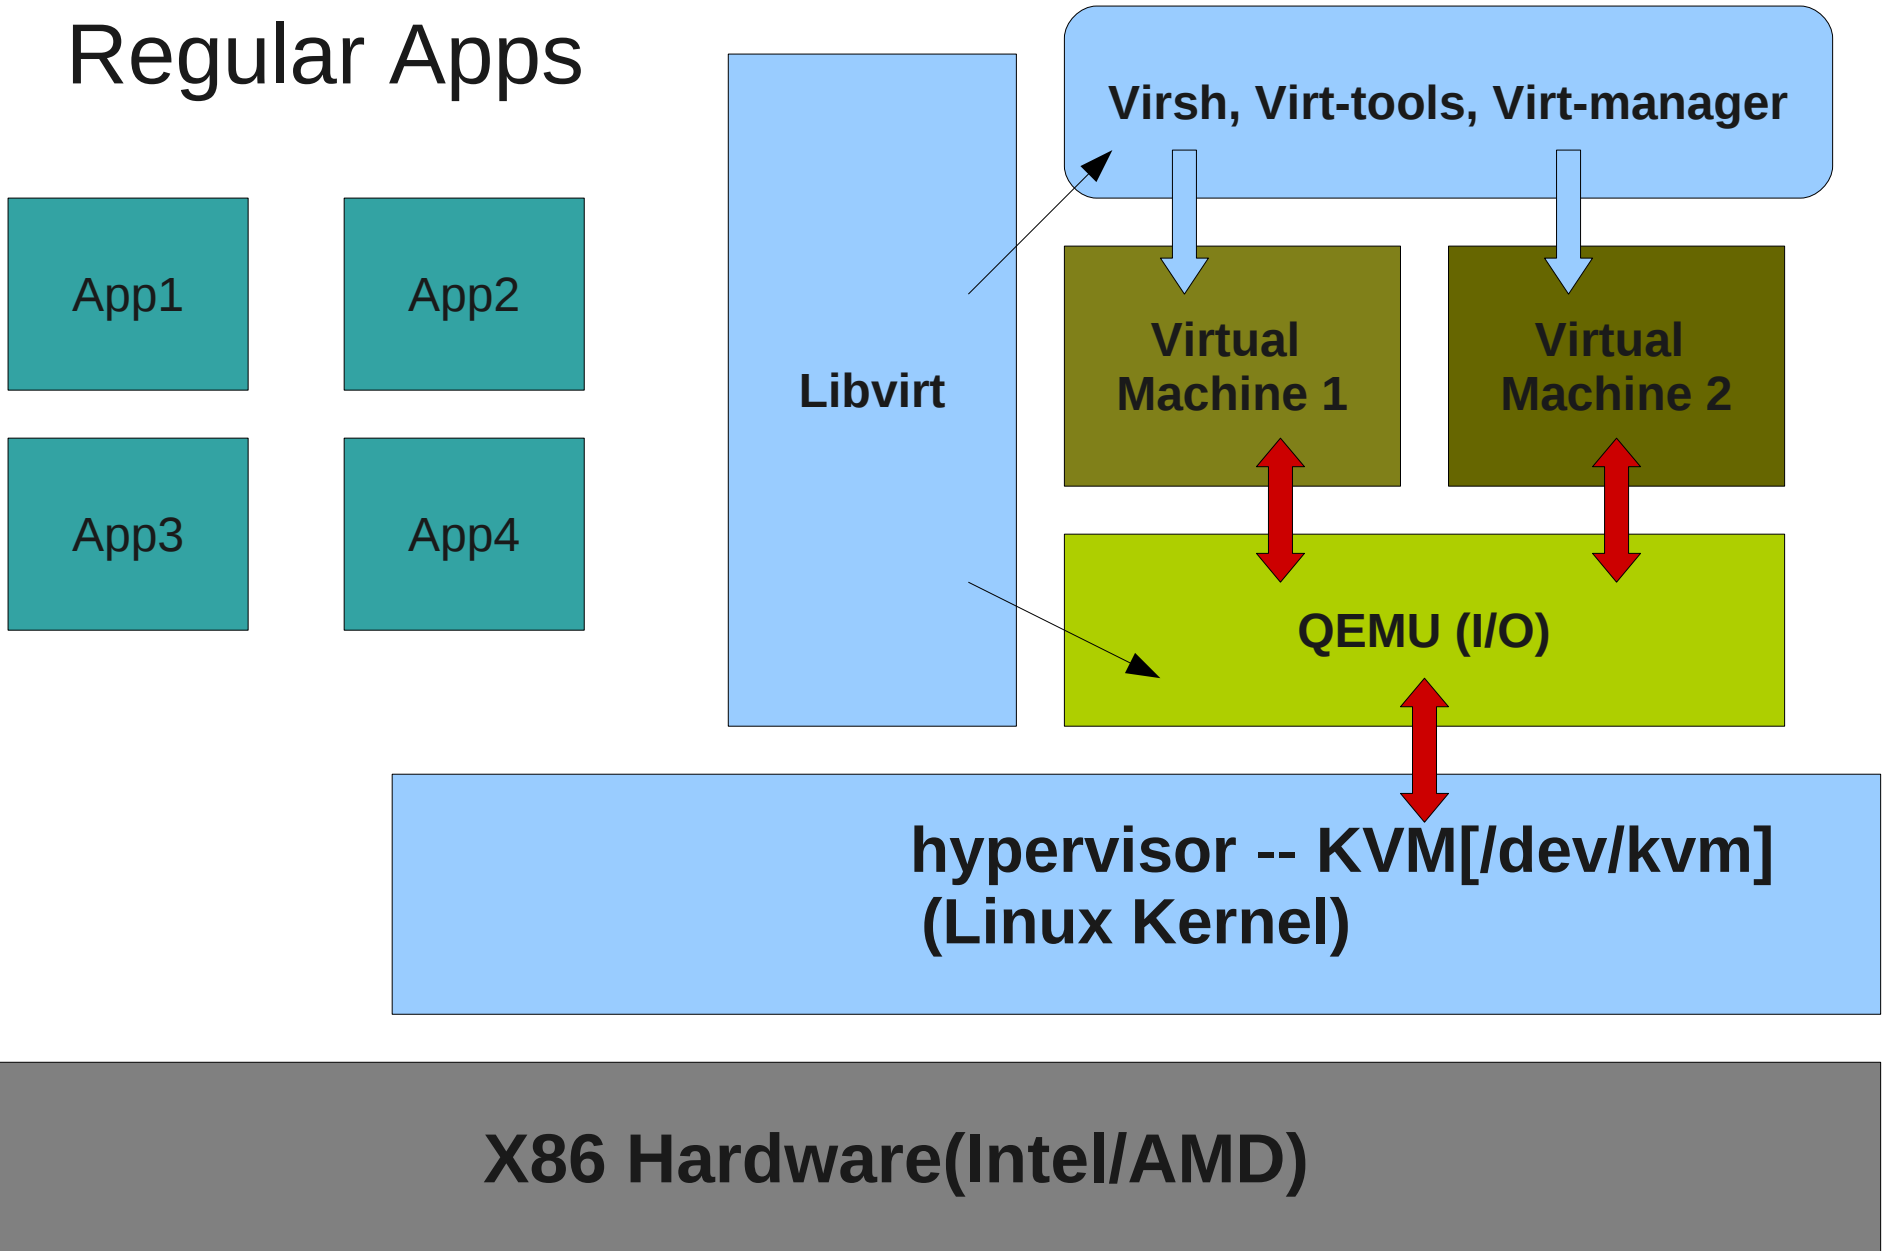 Regular Apps
Virsh, Virt-tools, Virt-manager
App1
App2
Virtual
Machine 1
Virtual
Machine 2
Libvirt
App3
App4
QEMU (I/O)
hypervisor -- KVM[/dev/kvm]
(Linux Kernel)
X86 Hardware(Intel/AMD)